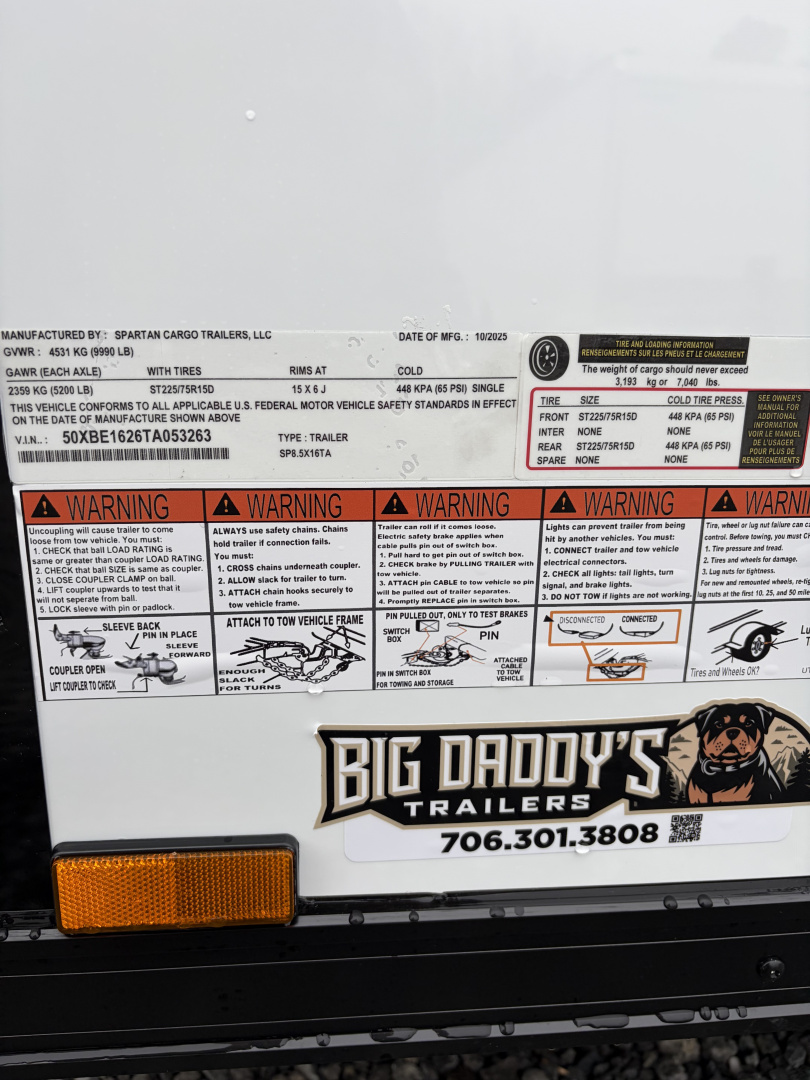 MANUFACTURED BY : SPARTAN CARGO TRAILERS, LLC DATE OF MFG. : 10/2025
GVWR : 4531 KG (9990 LB)
GAWR (EACH AXLE) WITH TIRES RIMS AT COLD
2359 KG (5200 LB) ST225/75R15D 15 X 6 J 448 KPA (65 PSI) SINGLE
THIS VEHICLE CONFORMS TO ALL APPLICABLE U.S. FEDERAL MOTOR VEHICLE SAFETY STANDARDS IN EFFECT
ON THE DATE OF MANUFACTURE SHOWN ABOVE
V.I.N.. : 50XBE1626TA053263 TYPE : TRAILER
SP8.5X16TA
TIRE AND LOADING INFORMATION
RENSEIGNEMENTS SUR LES PNEUS ET LE CHARGEMENT
The weight of cargo should never exceed
3,193 kg or 7,040 lbs.
TIRE SIZE COLD TIRE PRESS.
FRONT ST225/75R15D 448 KPA (65 PSI)
INTER NONE NONE
REAR ST225/75R15D 448 KPA (65 PSI)
SPARE NONE NONE
SEE OWNER'S
MANUAL FOR
ADDITIONAL
INFORMATION
VOIR LE MANUEL
DE L'USAGER
POUR PLUS DE
RENSEIGNEMENTS
WARNING
Uncoupling will cause trailer to come
loose from tow vehicle. You must:
1. CHECK that ball LOAD RATING is
same or greater than coupler LOAD RATING.
2. CHECK that ball SIZE is same as coupler.
3. CLOSE COUPLER CLAMP on ball.
4. LIFT coupler upwards to test that it
will not seperate from ball.
5. LOCK sleeve with pin or padlock.
SLEEVE BACK
PIN IN PLACE
SLEEVE
FORWARD
COUPLER OPEN
LIFT COUPLER TO CHECK
WARNING
ALWAYS use safety chains. Chains
hold trailer if connection fails.
You must:
1. CROSS chains underneath coupler.
2. ALLOW slack for trailer to turn.
3. ATTACH chain hooks securely to
tow vehicle frame.
ATTACH TO TOW VEHICLE FRAME
ENOUGH
SLACK
FOR TURNS
WARNING
Trailer can roll if it comes loose.
Electric safety brake applies when
cable pulls pin out of switch box.
1. Pull hard to get pin out of switch box.
2. CHECK brake by PULLING TRAILER with
tow vehicle.
3. ATTACH pin CABLE to tow vehicle so pin
will be pulled out of trailer separates.
4. Promptly REPLACE pin in switch box.
PIN PULLED OUT, ONLY TO TEST BRAKES
SWITCH
BOX
PIN
PIN IN SWITCH BOX
FOR TOWING AND STORAGE
ATTACHED
CABLE
TO TOW
VEHICLE
WARNING
Lights can prevent trailer from being
hit by another vehicles. You must:
1. CONNECT trailer and tow vehicle
electrical connectors.
2. CHECK all lights: tail lights, turn
signal, and brake lights.
3. DO NOT TOW if lights are not working.
DISCONNECTED CONNECTED
WARNIN
Tire, wheel or lug nut failure can ca
control. Before towing, you must CH
1. Tire pressure and tread.
2. Tires and wheels for damage.
3. Lug nuts for tightness.
For new and remounted wheels, re-tig
lug nuts at the first 10, 25, and 50 mile
Lu
T
Tires and Wheels OK?
BIG DADDY'S
TRAILERS
706.301.3808